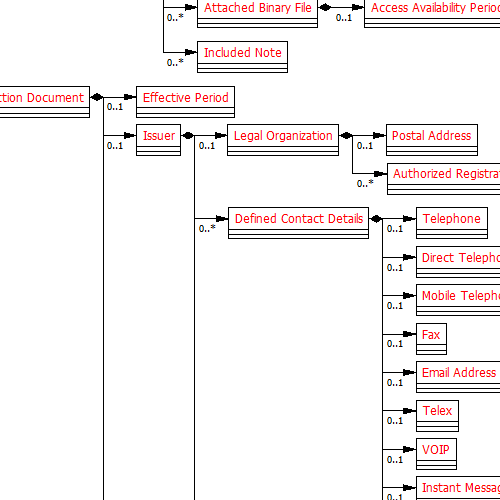 Attached Binary File
0..1
Access Availability Period
0..*
Included Note
0..*
ction Document
0..1
Effective Period
0..1
Issuer
0..1
Legal Organization
0..1
Postal Address
0..*
Authorized Registra
0..*
Defined Contact Details
0..1
Telephone
0..1
Direct Telepho
0..1
Mobile Teleph
0..1
Fax
0..1
Email Address
0..1
Telex
0..1
VOIP
0..1
Instant Messag